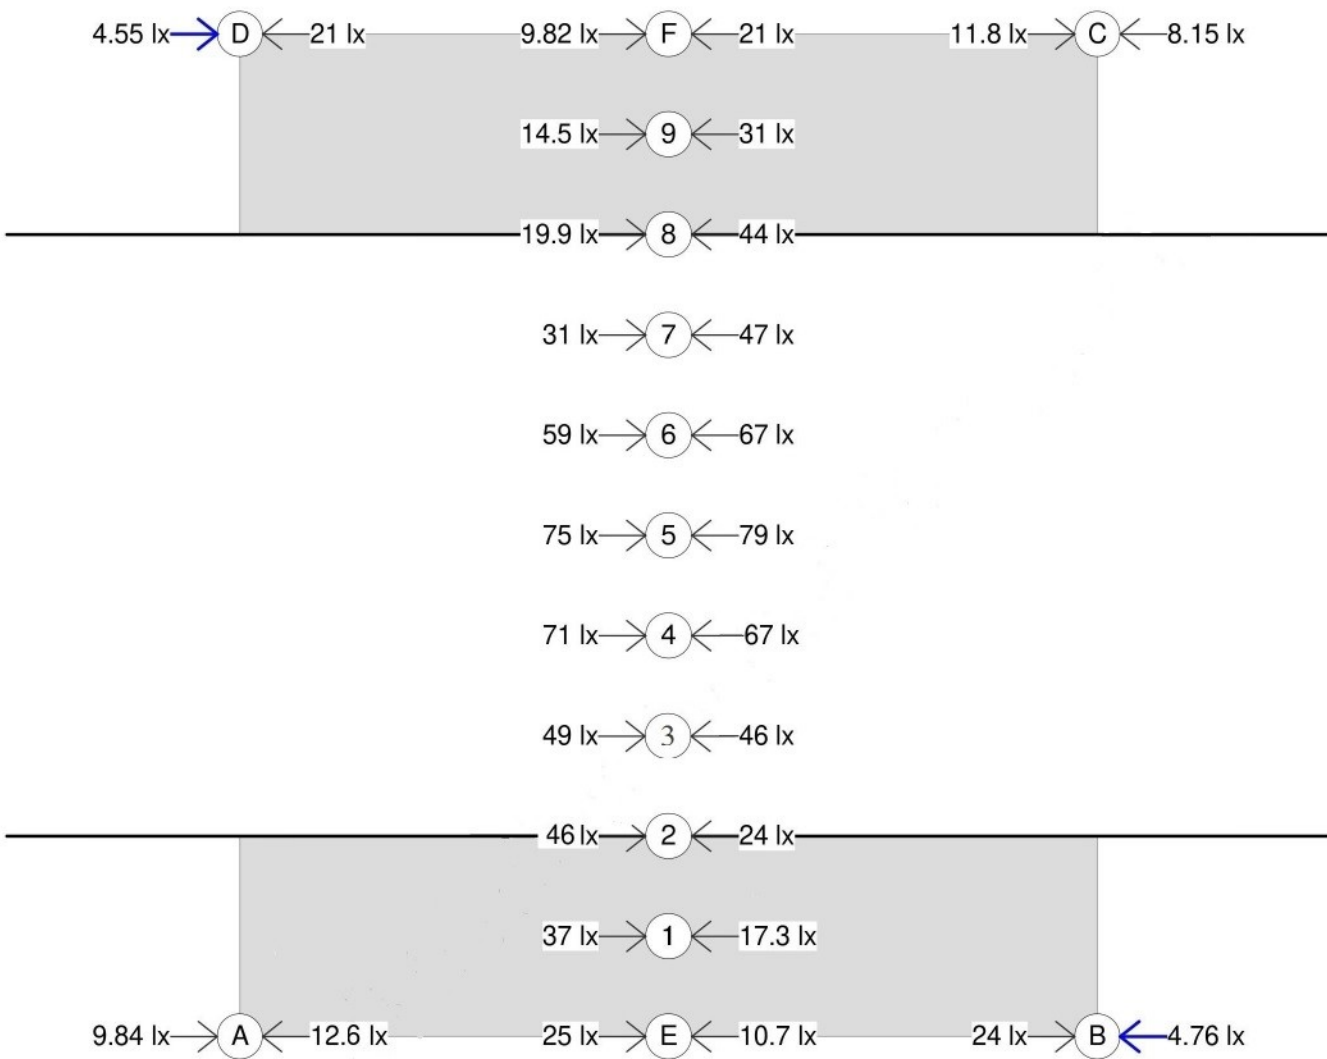 4.55 lx D 21 lx 9.82 lx F 21 lx 11.8 lx C 8.15 lx
14.5 lx 9 31 lx
19.9 lx 8 44 lx
31 lx 7 47 lx
59 lx 6 67 lx
75 lx 5 79 lx
71 lx 4 67 lx
49 lx 3 46 lx
46 lx 2 24 lx
37 lx 1 17.3 lx
9.84 lx A 12.6 lx 25 lx E 10.7 lx 24 lx B 4.76 lx